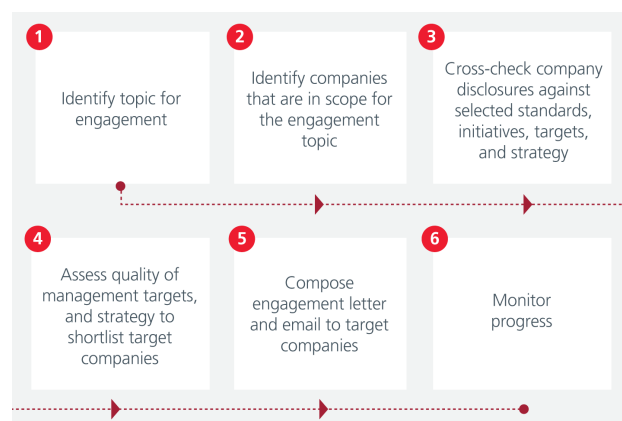 1
Identify topic for
engagement
2
Identify companies
that are in scope for
the engagement
topic
3
Cross-check company
disclosures against
selected standards,
initiatives, targets,
and strategy
4
Assess quality of
management targets,
and strategy to
shortlist target
companies
5
Compose
engagement letter
and email to target
companies
6
Monitor
progress